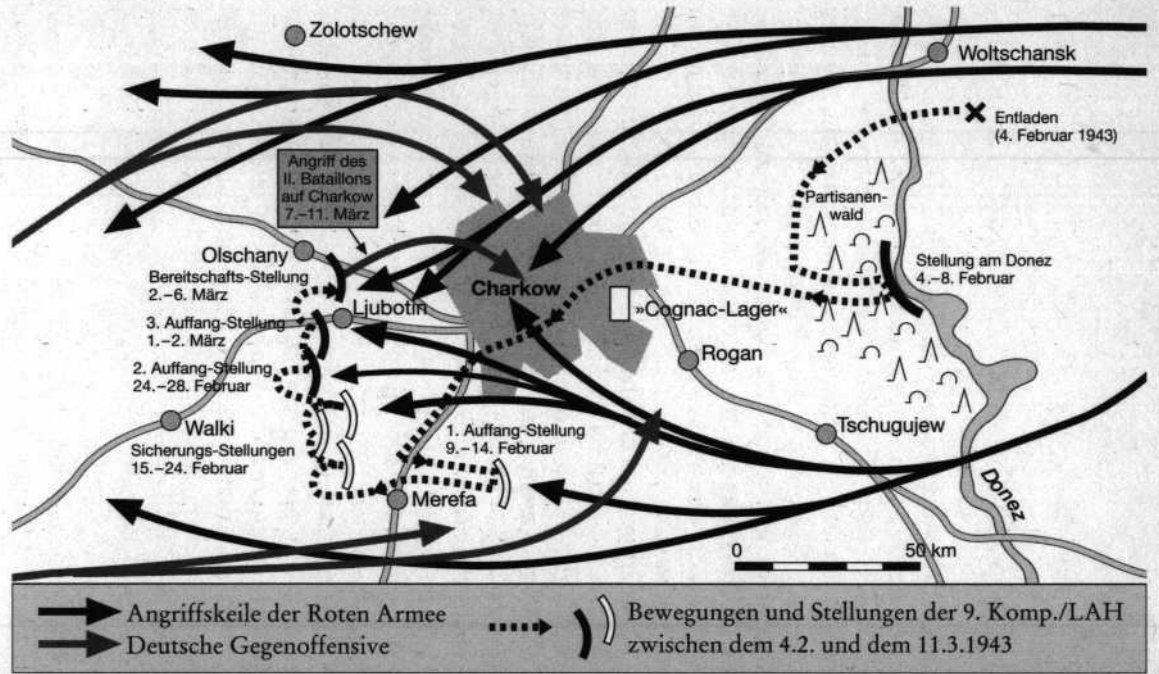 Zolotschew
Woltschansk
Entladen
(4. Februar 1943)
Angriff des
II. Bataillons
auf Charkow
7.–11. März
Partisanen-
wald
Olschany
Bereitschafts-Stellung
2.–6. März
Stellung am Donez
4.–8. Februar
Charkow
»Cognac-Lager«
Ljubotin
3. Auffang-Stellung
1.–2. März
Rogan
2. Auffang-Stellung
24.–28. Februar
Walki
Tschugujew
Sicherungs-Stellungen
15.–24. Februar
1. Auffang-Stellung
9.–14. Februar
Merefa
Donez
0 50 km
Angriffskeile der Roten Armee
Deutsche Gegenoffensive
Bewegungen und Stellungen der 9. Komp./LAH
zwischen dem 4.2. und dem 11.3.1943